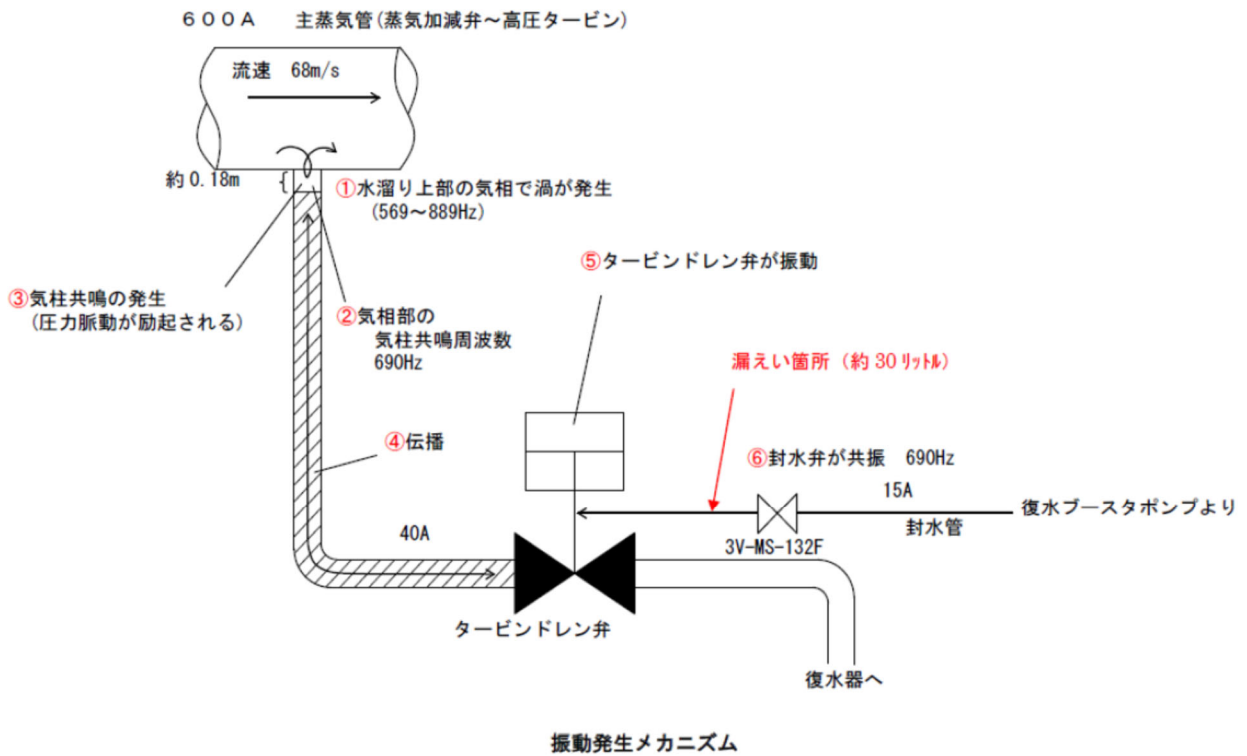 600A 主蒸気管(蒸気加減弁~高圧タービン)
流速 68m/s
約0.18m
①水溜り上部の気相で渦が発生
(569~889Hz)
③気柱共鳴の発生
(圧力脈動が励起される)
②気相部の
気柱共鳴周波数
690Hz
⑤タービンドレン弁が振動
漏えい箇所(約30リットル)
④伝播
⑥封水弁が共振 690Hz
15A
復水ブースタポンプより
封水管
3V-MS-132F
40A
タービンドレン弁
復水器へ
振動発生メカニズム